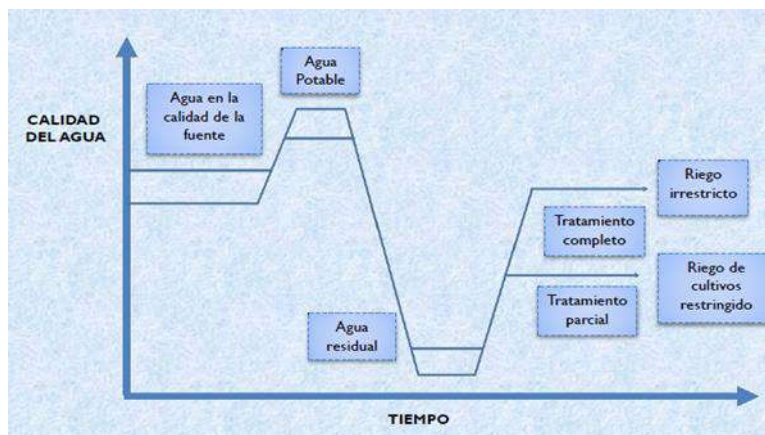 Agua
Potable
Agua en la
calidad de la
fuente
CALIDAD
DEL AGUA
Riego
irrestricto
Tratamiento
completo
Riego de
cultivos
restringido
Tratamiento
parcial
Agua
residual
TIEMPO